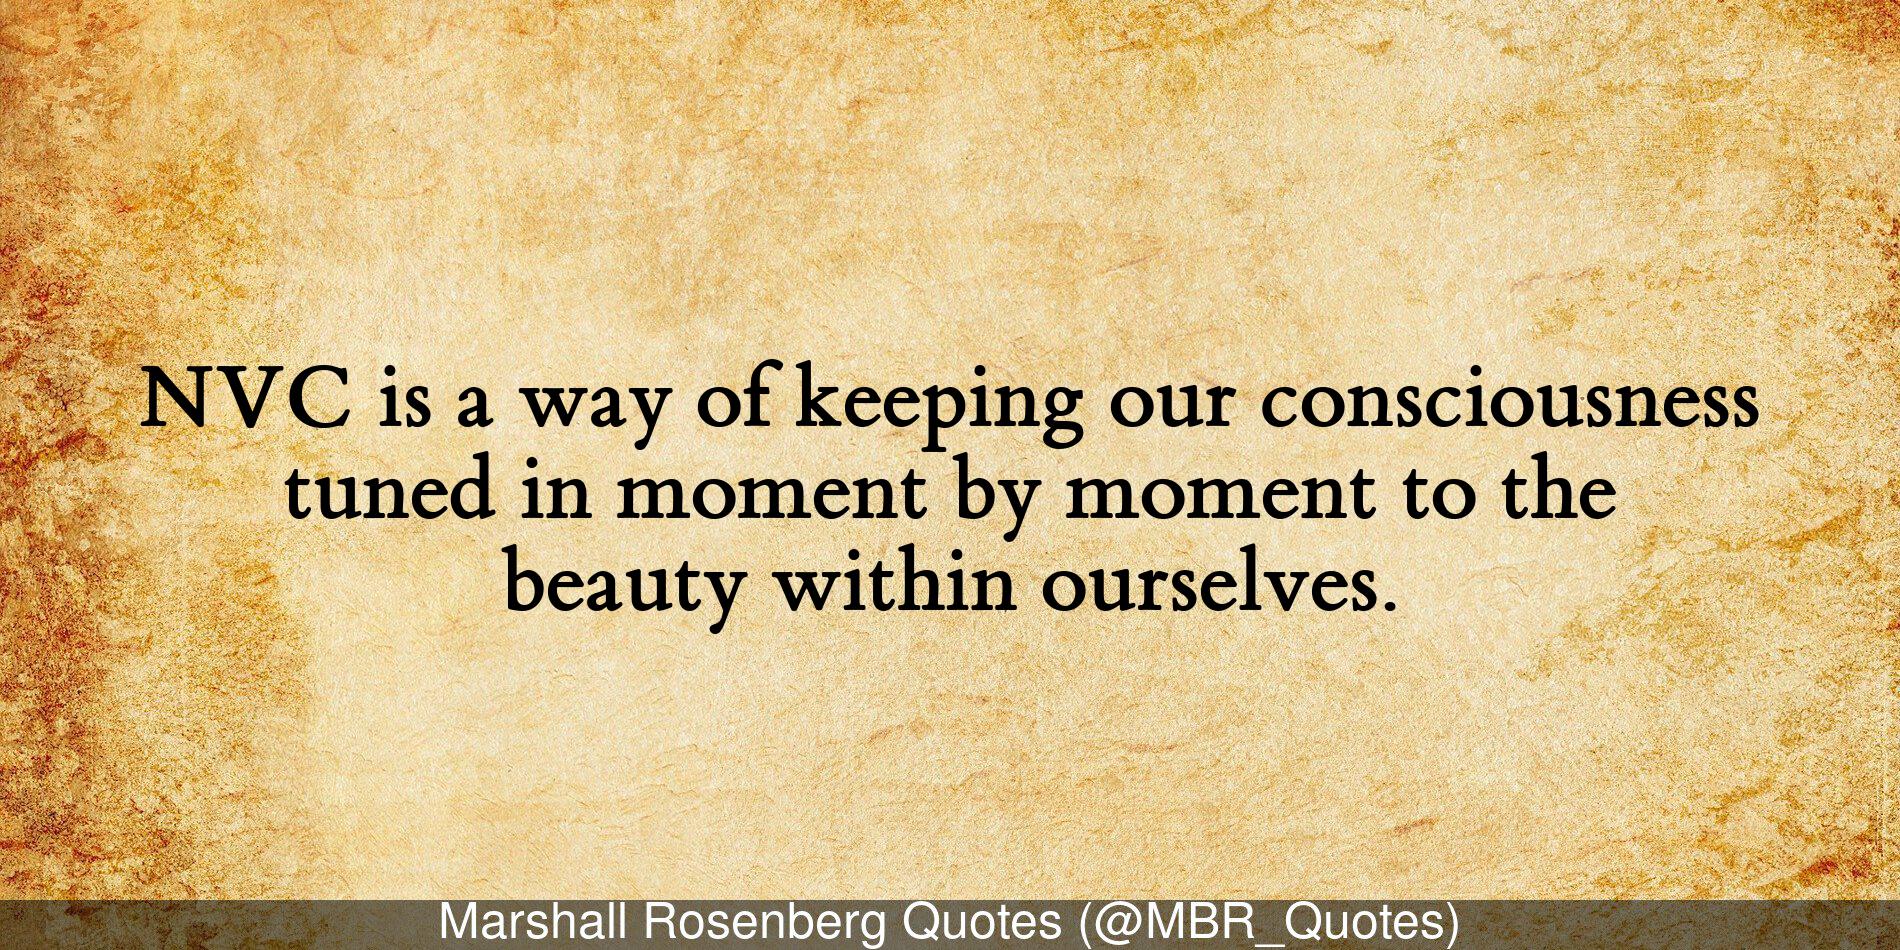 NVC is a way of keeping our consciousness
tuned in moment by moment to the
beauty within ourselves.
Marshall Rosenberg Quotes (@MBR_Quotes)